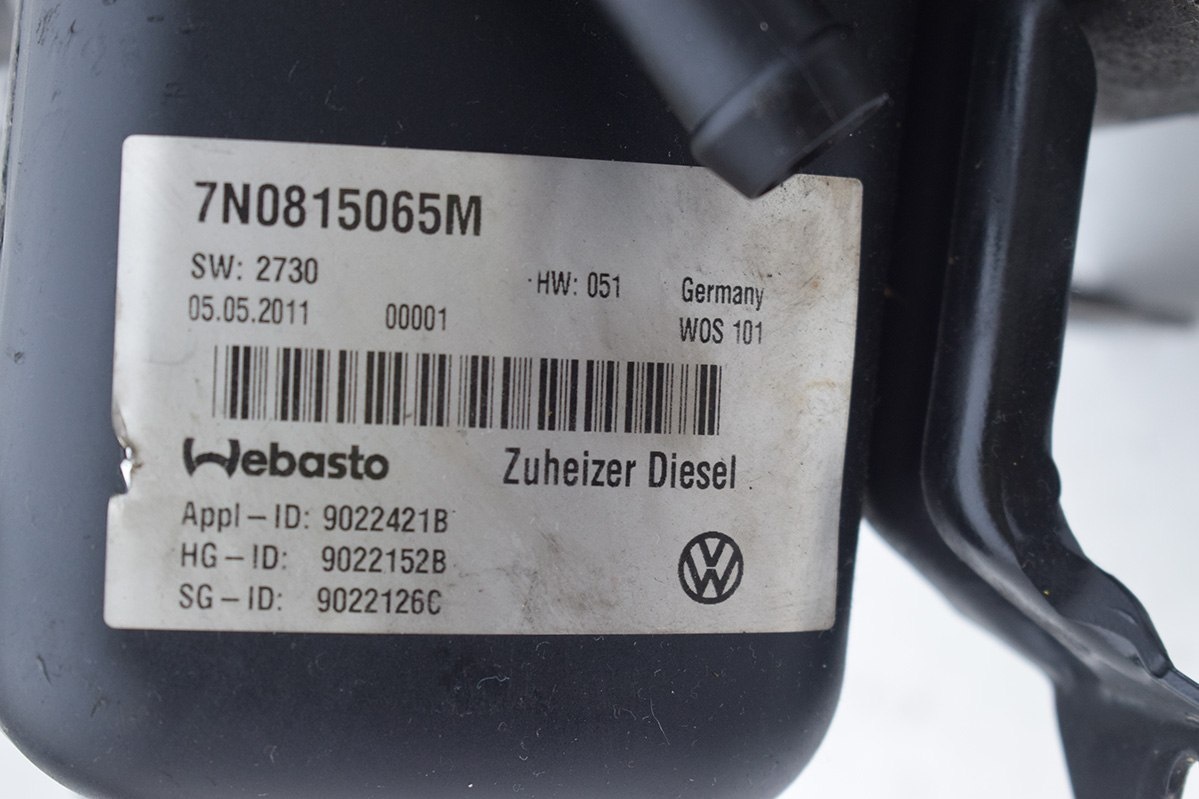 7N0815065M
SW: 2730 HW: 051 Germany
05.05.2011 00001 WOS 101
Webasto Zuheizer Diesel
Appl-ID: 9022421B
HG-ID: 9022152B
SG-ID: 9022126C